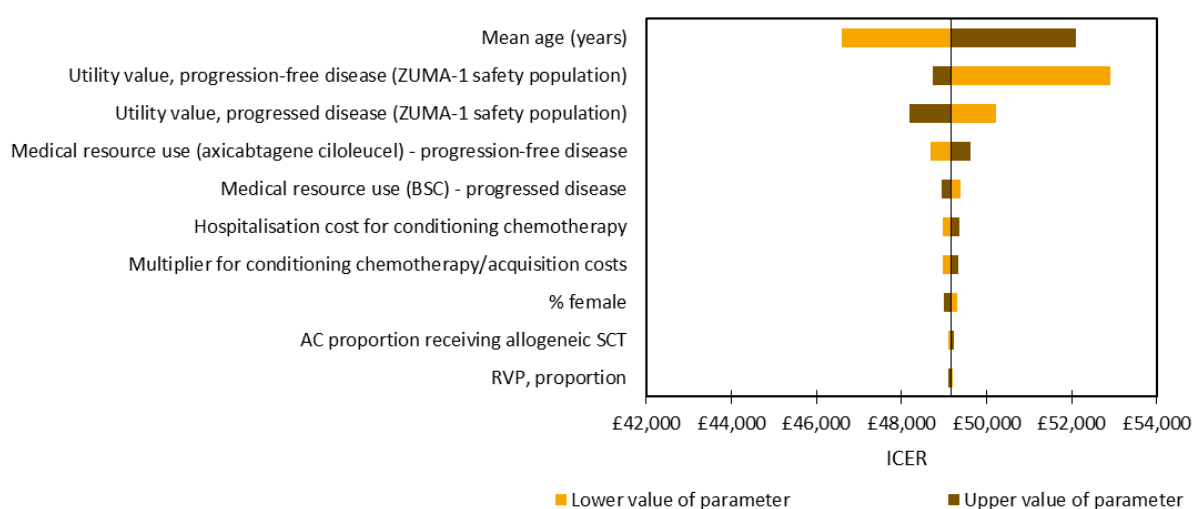 Mean age (years)
Utility value, progression-free disease (ZUMA-1 safety population)
Utility value, progressed disease (ZUMA-1 safety population)
Medical resource use (axicabtagene ciloleucel) - progression-free disease
Medical resource use (BSC) - progressed disease
Hospitalisation cost for conditioning chemotherapy
Multiplier for conditioning chemotherapy/acquisition costs
% female
AC proportion receiving allogeneic SCT
RVP, proportion
£42,000 £44,000 £46,000 £48,000 £50,000 £52,000 £54,000
ICER
Lower value of parameter Upper value of parameter